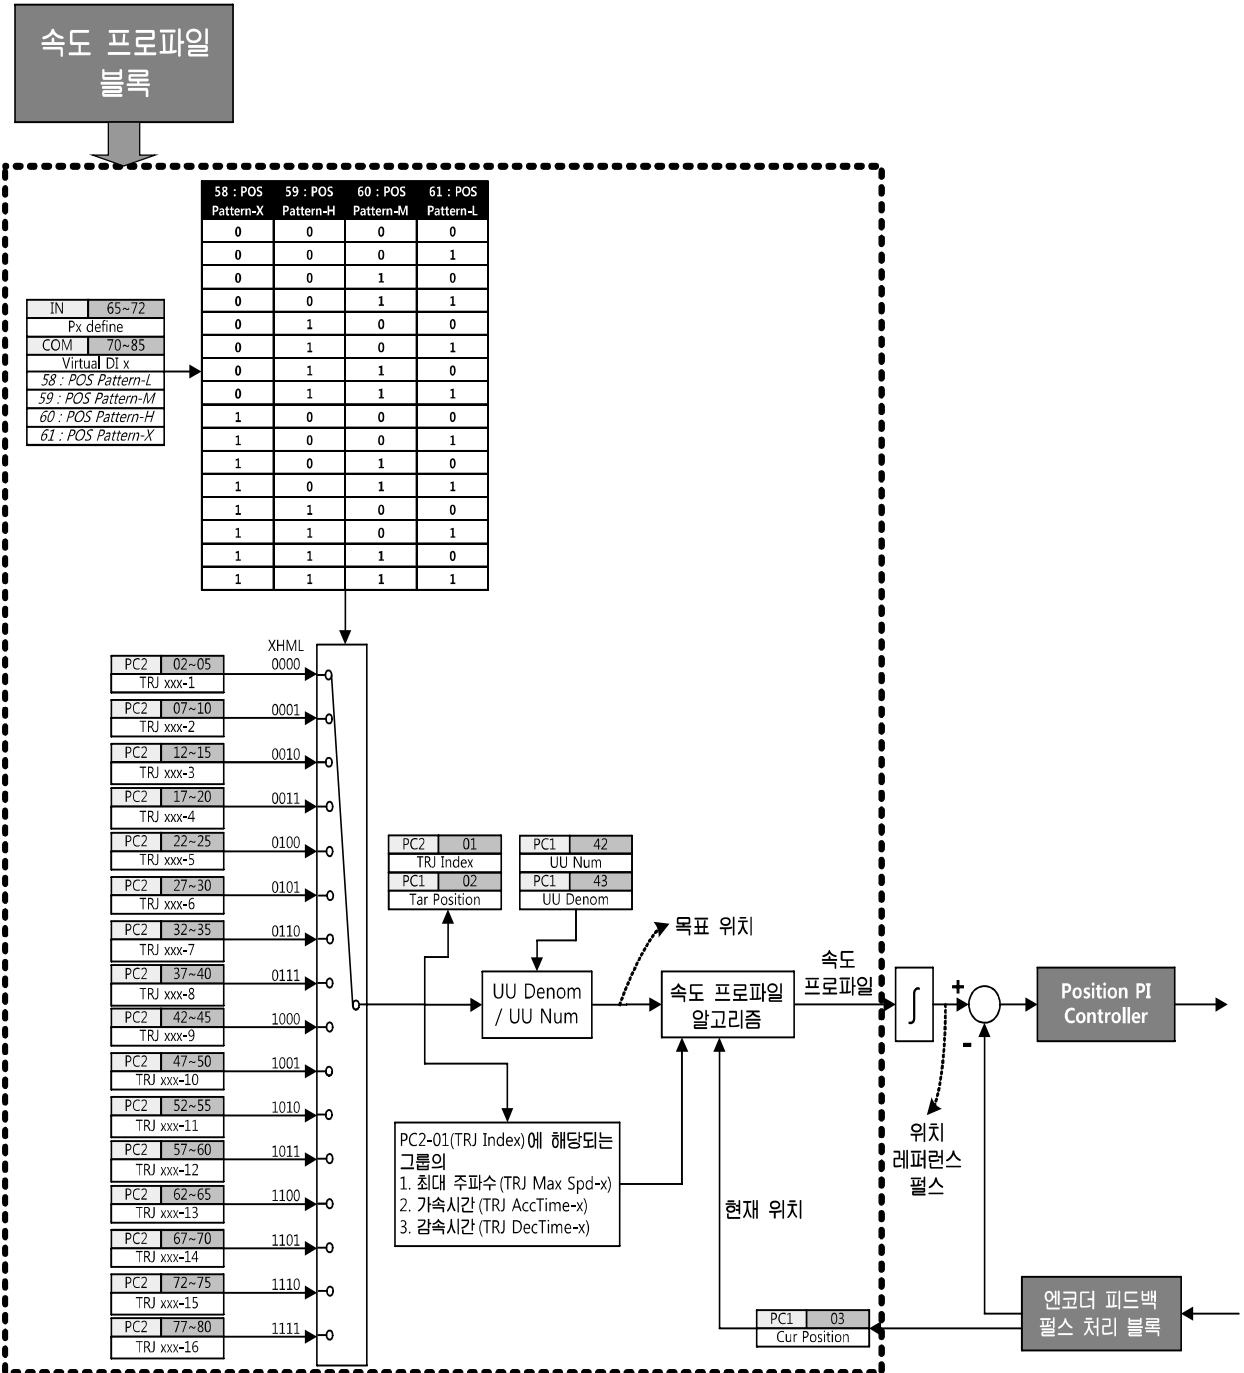 속도 프로파일
블록
58 : POS Pattern-X 59 : POS Pattern-H 60 : POS Pattern-M 61 : POS Pattern-L
0 0 0 0
0 0 0 1
0 0 1 0
0 0 1 1
0 1 0 0
0 1 0 1
0 1 1 0
0 1 1 1
1 0 0 0
1 0 0 1
1 0 1 0
1 0 1 1
1 1 0 0
1 1 0 1
1 1 1 0
1 1 1 1
IN 65~72
Px define
COM 70~85
Virtual DI x
58 : POS Pattern-L
59 : POS Pattern-M
60 : POS Pattern-H
61 : POS Pattern-X
XHML
PC2 02~05 0000
TRJ xxx-1
PC2 07~10 0001
TRJ xxx-2
PC2 12~15 0010
TRJ xxx-3
PC2 17~20 0011
TRJ xxx-4
PC2 22~25 0100
TRJ xxx-5
PC2 27~30 0101
TRJ xxx-6
PC2 32~35 0110
TRJ xxx-7
PC2 37~40 0111
TRJ xxx-8
PC2 42~45 1000
TRJ xxx-9
PC2 47~50 1001
TRJ xxx-10
PC2 52~55 1010
TRJ xxx-11
PC2 57~60 1011
TRJ xxx-12
PC2 62~65 1100
TRJ xxx-13
PC2 67~70 1101
TRJ xxx-14
PC2 72~75 1110
TRJ xxx-15
PC2 77~80 1111
TRJ xxx-16
PC2 01
TRJ Index
PC1 02
Tar Position
PC1 42
UU Num
PC1 43
UU Denom
UU Denom
/ UU Num
목표 위치
속도 프로파일
알고리즘
속도
프로파일
∫
+
-
Position PI
Controller
위치
레퍼런스
펄스
PC2-01(TRJ Index)에 해당되는
그룹의
1. 최대 주파수(TRJ Max Spd-x)
2. 가속시간(TRJ AccTime-x)
3. 감속시간(TRJ DecTime-x)
현재 위치
PC1 03
Cur Position
엔코더 피드백
펄스 처리 블록